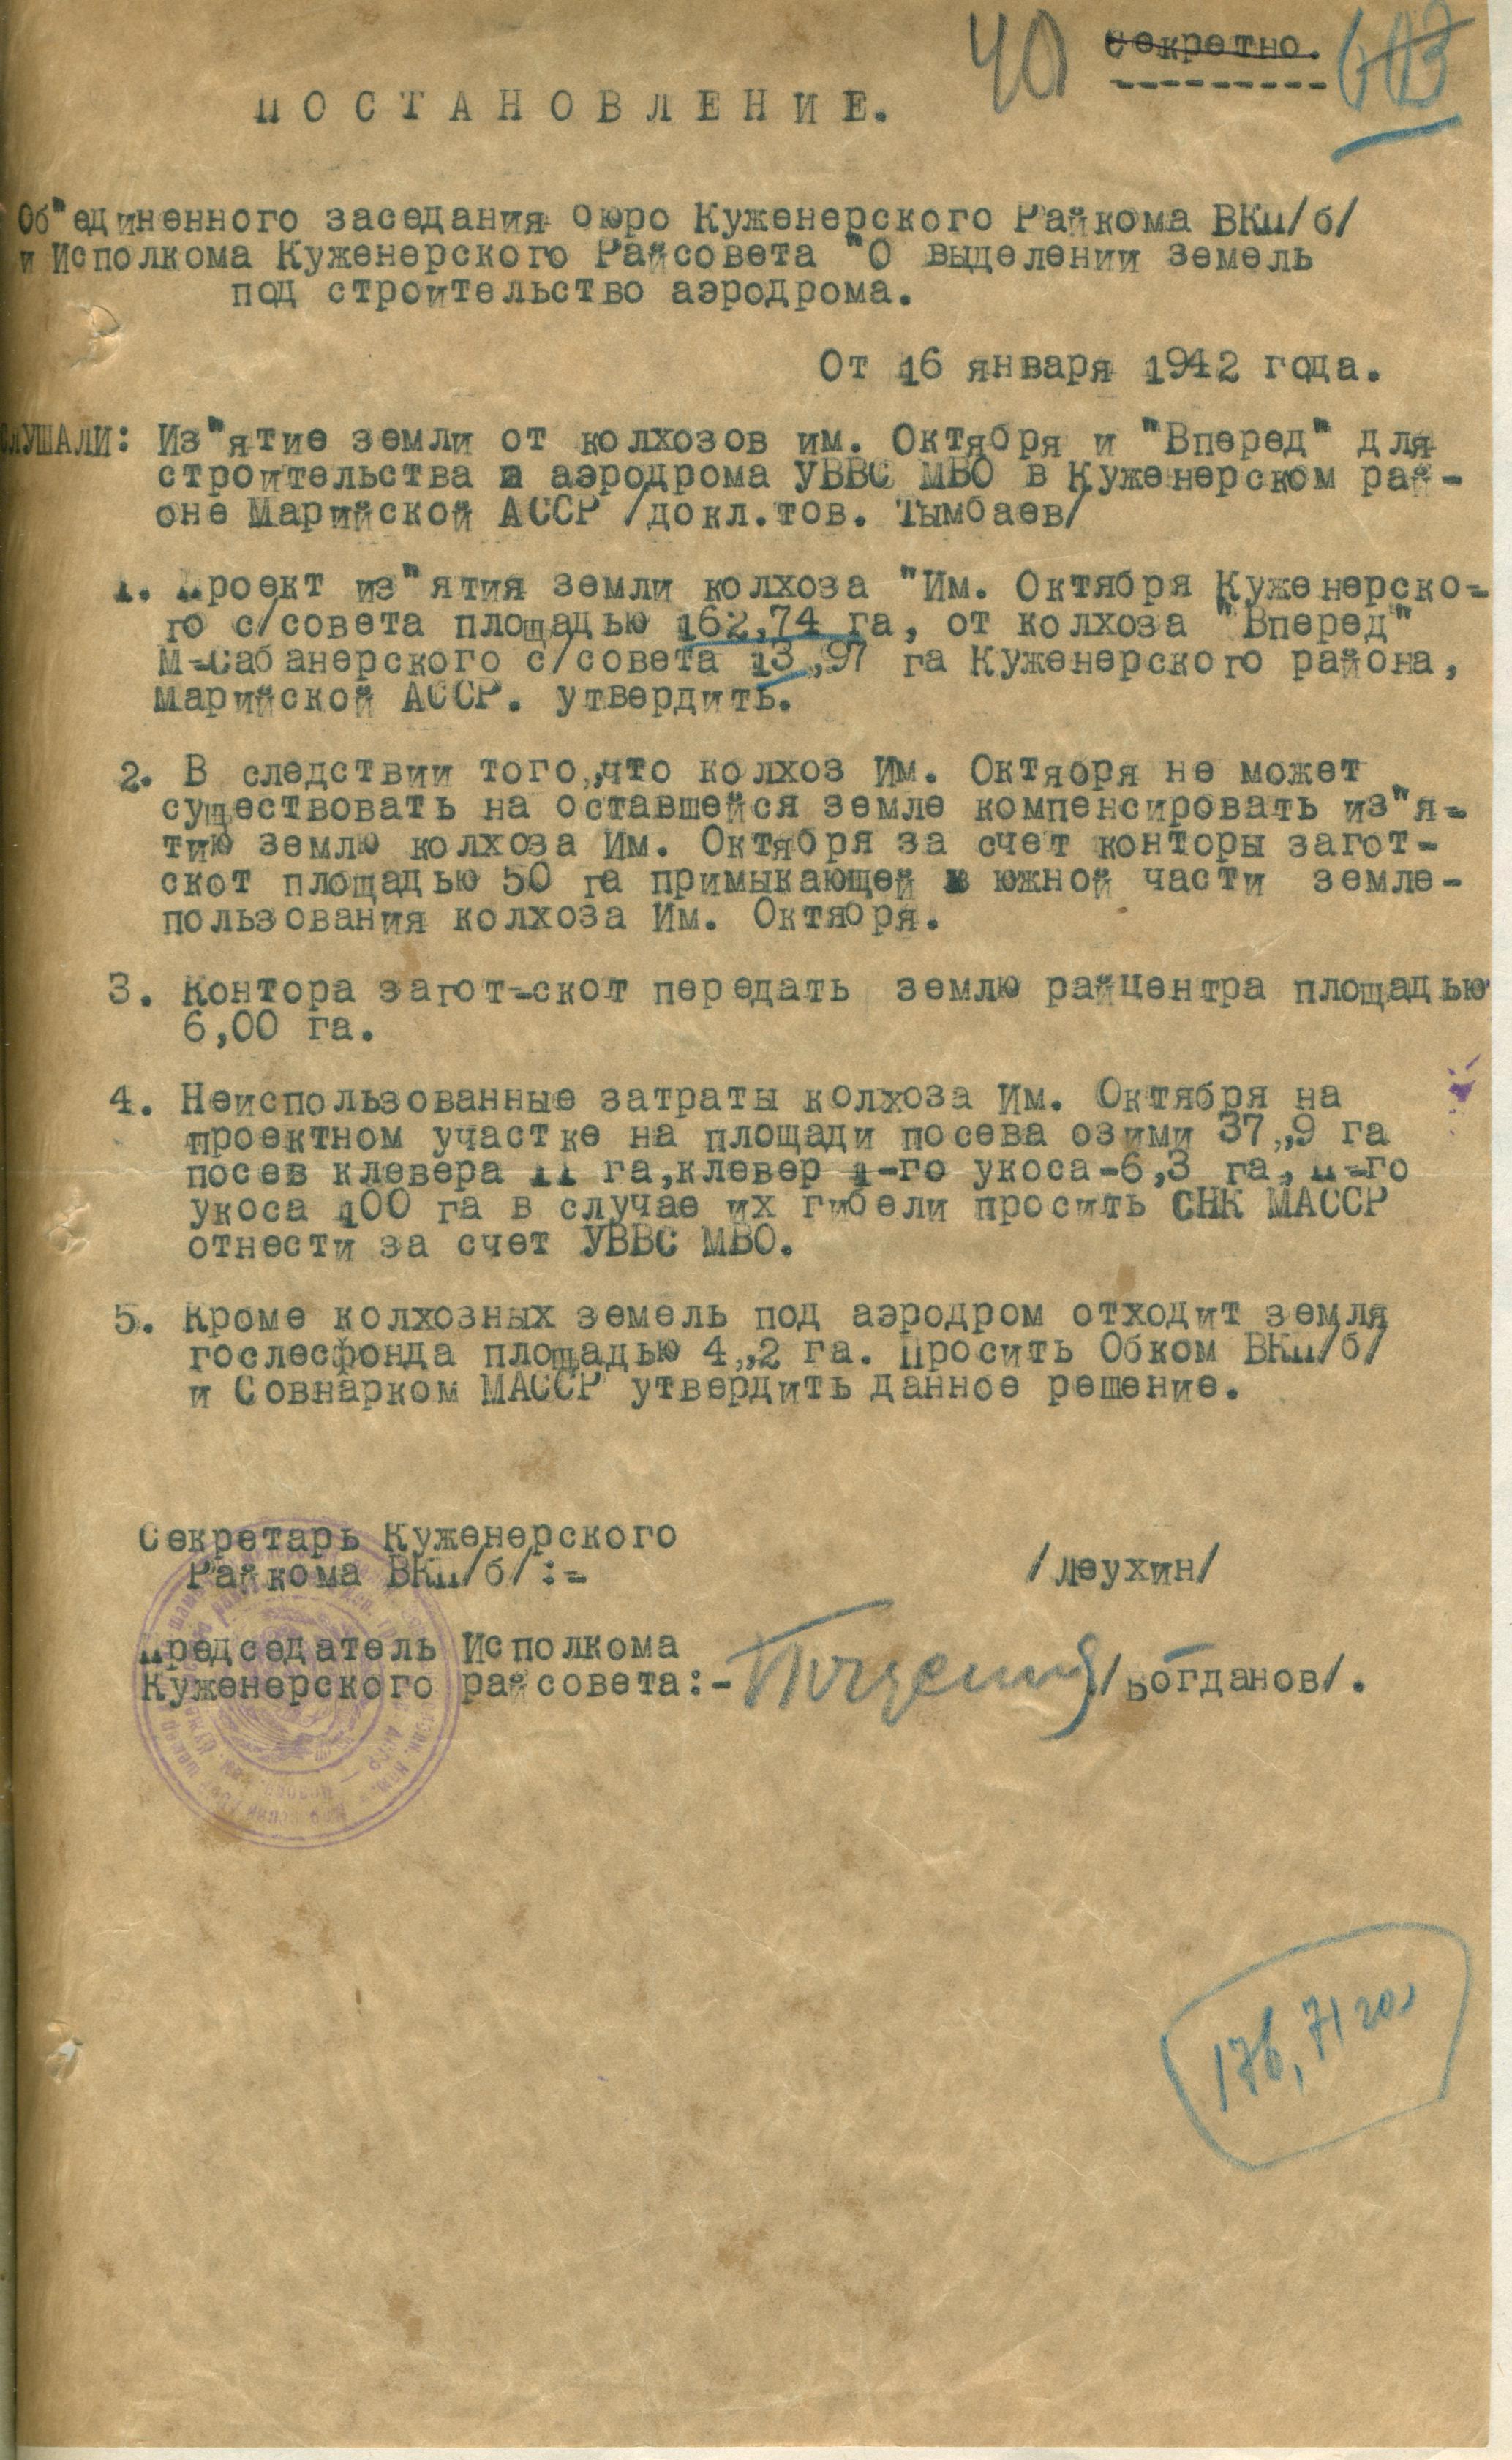 40 Секретно. 603
ПОСТАНОВЛЕНИЕ.
Об"единенного заседания бюро Куженерского Райкома ВКП/б/
и Исполкома Куженерского Райсовета "О выделении земель
под строительство аэродрома.
От 16 января 1942 года.
СЛУШАЛИ: Из"ятие земли от колхозов им. Октября и "Вперед" для
строительства и аэродрома УВВС МВО в Куженерском рай-
оне Марийской АССР /докл.тов. Тымбаев/
1. Проект из"ятия земли колхоза "Им. Октября Куженерско-
го с/совета площадью 162,74 га, от колхоза "Вперед"
М-Сабанерского с/совета 13,97 га Куженерского района,
Марийской АССР. утвердить.
2. В следствии того,,что колхоз Им. Октября не может
существовать на оставшейся земле компенсировать из"я-
тию землю колхоза Им. Октября за счет конторы загот-
скот площадью 50 га примыкающей в южной части земле-
пользования колхоза Им. Октября.
3. Контора загот-скот передать землю райцентра площадью
6,00 га.
4. Неиспользованные затраты колхоза Им. Октября на
проектном участке на площади посева озими 37,,9 га
посев клевера 11 га,клевер 1-го укоса-6,3 га, П-го
укоса 100 га в случае их гибели просить СНК МАССР
отнести за счет УВВС МВО.
5. Кроме колхозных земель под аэродром отходит земля
гослесфонда площадью 4,,2 га. Просить Обком ВКП/б/
и Совнарком МАССР утвердить данное решение.
Секретарь Куженерского
Райкома ВКП/б/:- /Леухин/
Председатель Исполкома
Куженерского райсовета:- /Богданов/.
176,71 га